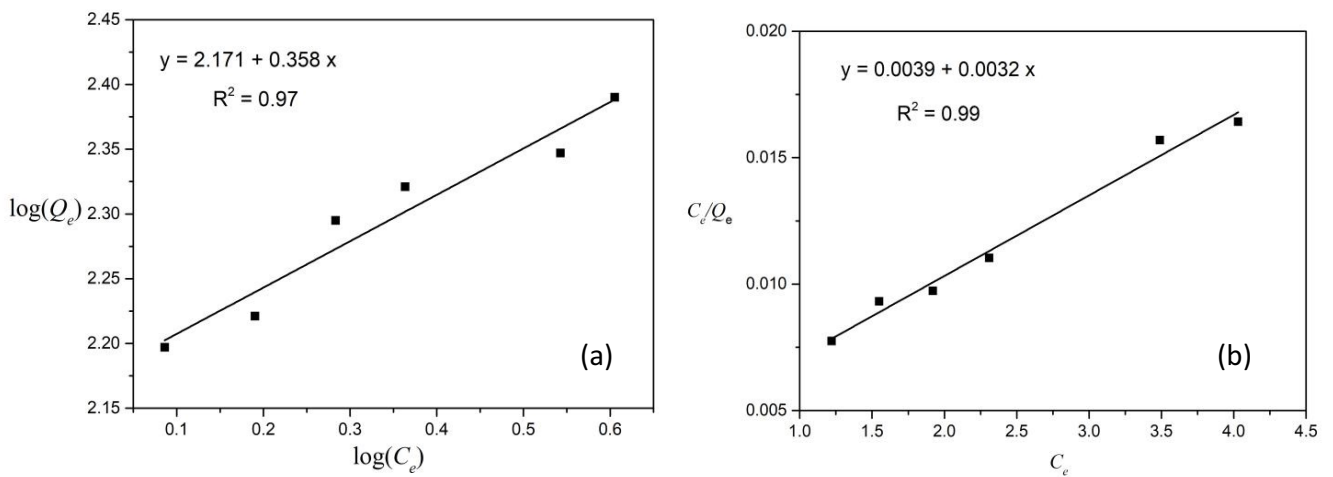 2.45
2.40
2.35
2.30
2.25
2.20
2.15
log(Qₑ)
y = 2.171 + 0.358 x
R² = 0.97
(a)
0.1 0.2 0.3 0.4 0.5 0.6
log(Cₑ)
0.020
0.015
0.010
0.005
Cₑ/Qₑ
y = 0.0039 + 0.0032 x
R² = 0.99
(b)
1.0 1.5 2.0 2.5 3.0 3.5 4.0 4.5
Cₑ